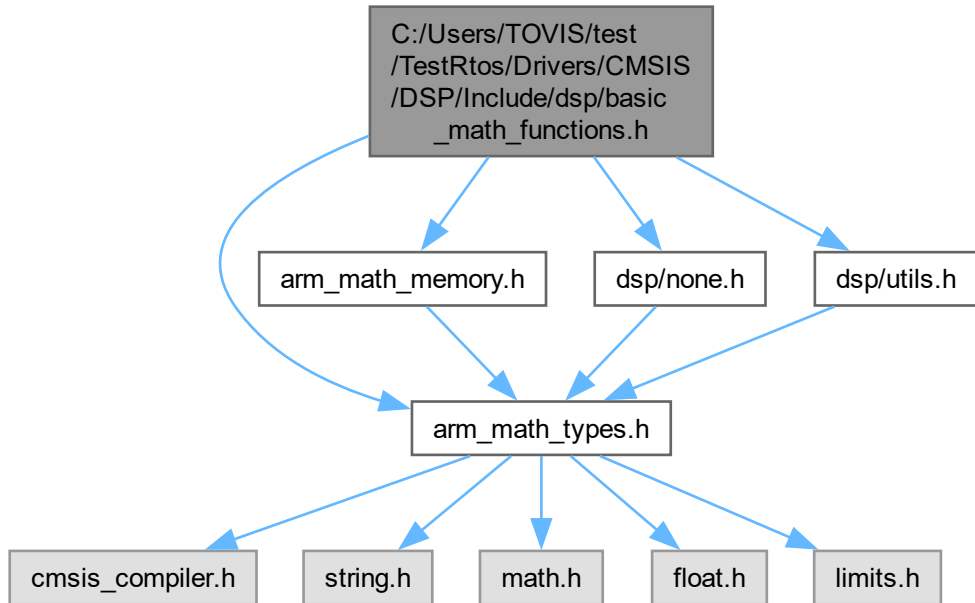 C:/Users/TOVIS/test
/TestRtos/Drivers/CMSIS
/DSP/Include/dsp/basic
_math_functions.h
arm_math_memory.h
dsp/none.h
dsp/utils.h
arm_math_types.h
cmsis_compiler.h
string.h
math.h
float.h
limits.h